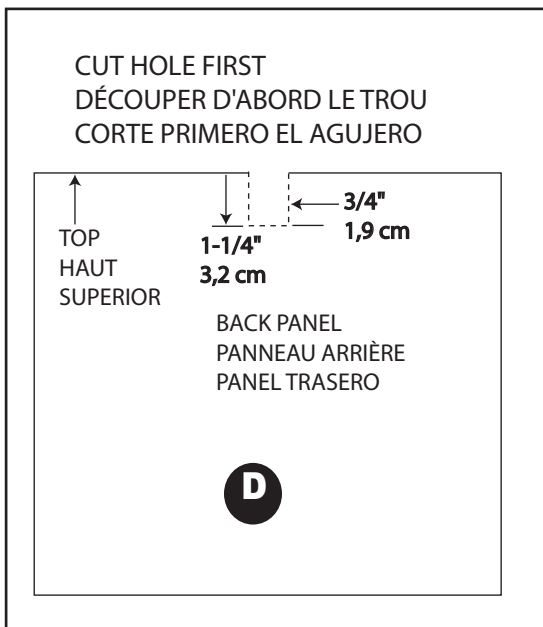 CUT HOLE FIRST
DÉCOUPER D'ABORD LE TROU
CORTE PRIMERO EL AGUJERO
TOP
HAUT
SUPERIOR
1-1/4"
3,2 cm
3/4"
1,9 cm
BACK PANEL
PANNEAU ARRIÈRE
PANEL TRASERO
D